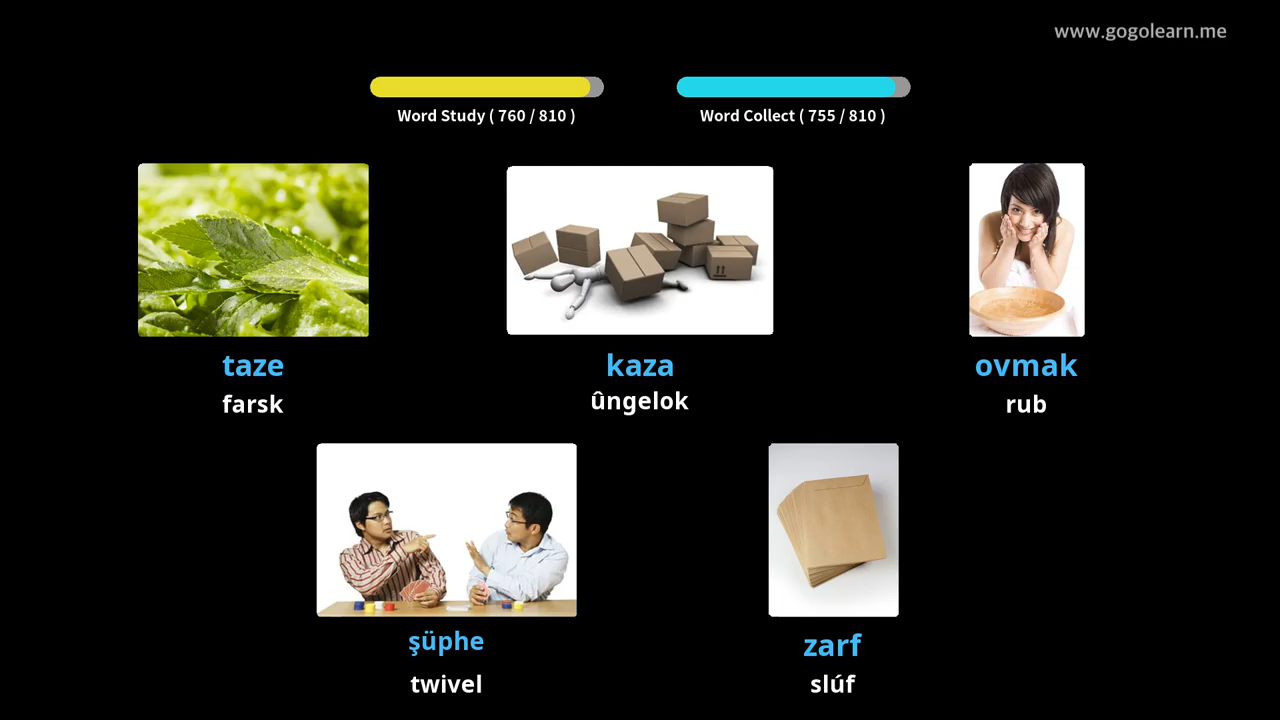 www.gogolearn.me
Word Study ( 760 / 810 )
Word Collect ( 755 / 810 )
taze
farsk
kaza
ûngelok
ovmak
rub
şüphe
twivel
zarf
slúf